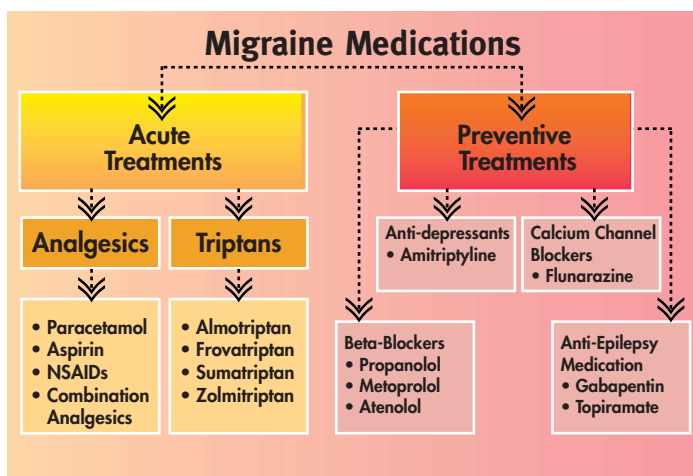 Migraine Medications
Acute
Treatments
Preventive
Treatments
Analgesics
Triptans
Anti-depressants
• Amitriptyline
Calcium Channel
Blockers
• Flunarazine
• Paracetamol
• Aspirin
• NSAIDs
• Combination
Analgesics
• Almotriptan
• Frovatriptan
• Sumatriptan
• Zolmitriptan
Beta-Blockers
• Propanolol
• Metoprolol
• Atenolol
Anti-Epilepsy
Medication
• Gabapentin
• Topiramate